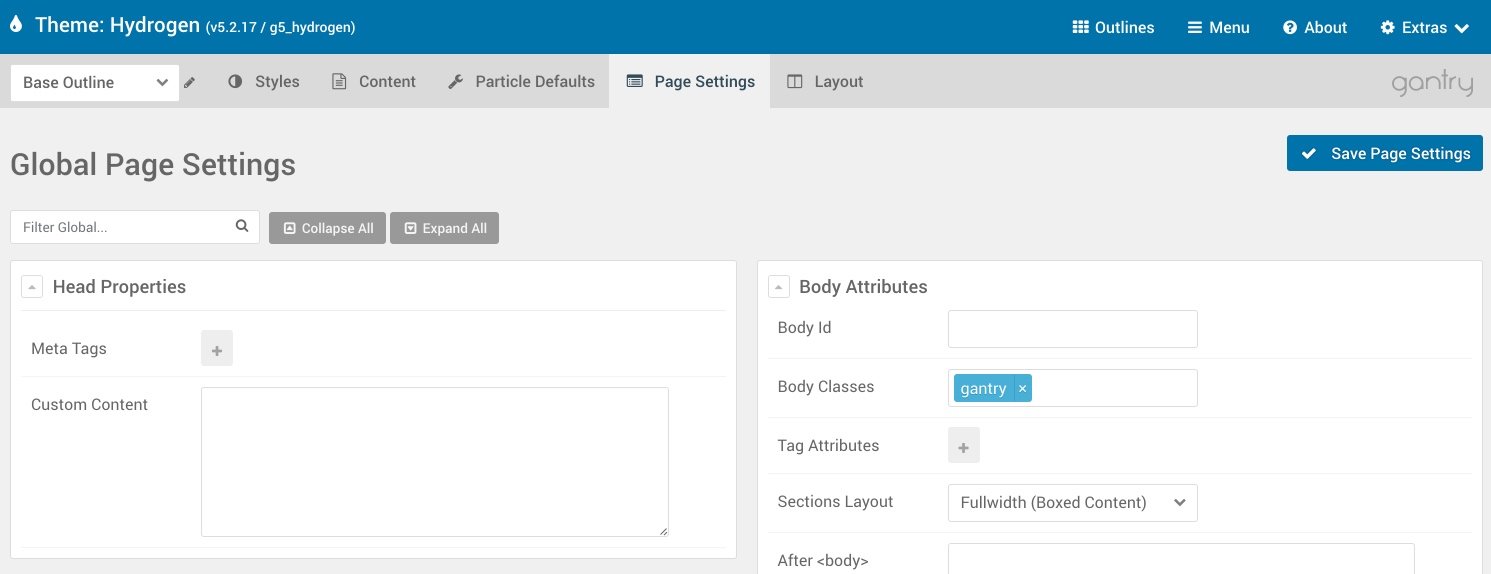 Theme: Hydrogen (v5.2.17 / g5_hydrogen)
Outlines
Menu
About
Extras
Base Outline
Styles
Content
Particle Defaults
Page Settings
Layout
gantry
Global Page Settings
Save Page Settings
Filter Global...
Collapse All
Expand All
Head Properties
Meta Tags
+
Custom Content
Body Attributes
Body Id
Body Classes
gantry ×
Tag Attributes
+
Sections Layout
Fullwidth (Boxed Content)
After <body>